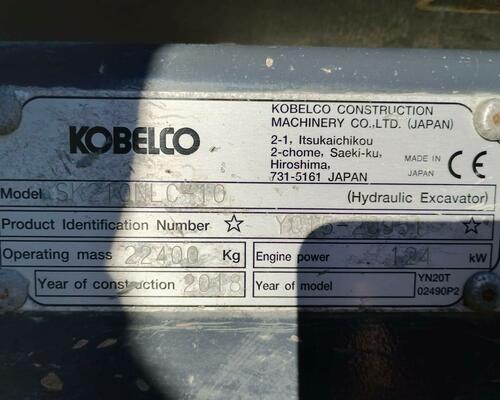 KOBELCO
KOBELCO CONSTRUCTION
MACHINERY CO.,LTD. (JAPAN)
2-1, Itsukaichikou
2-chome, Saeki-ku,
Hiroshima,
731-5161 JAPAN
MADE IN
JAPAN
CE
Model (Hydraulic Excavator)
Product Identification Number ☆ ☆
Operating mass 22400 Kg
Engine power kW
Year of construction 2018
Year of model
YN20T
02490P2